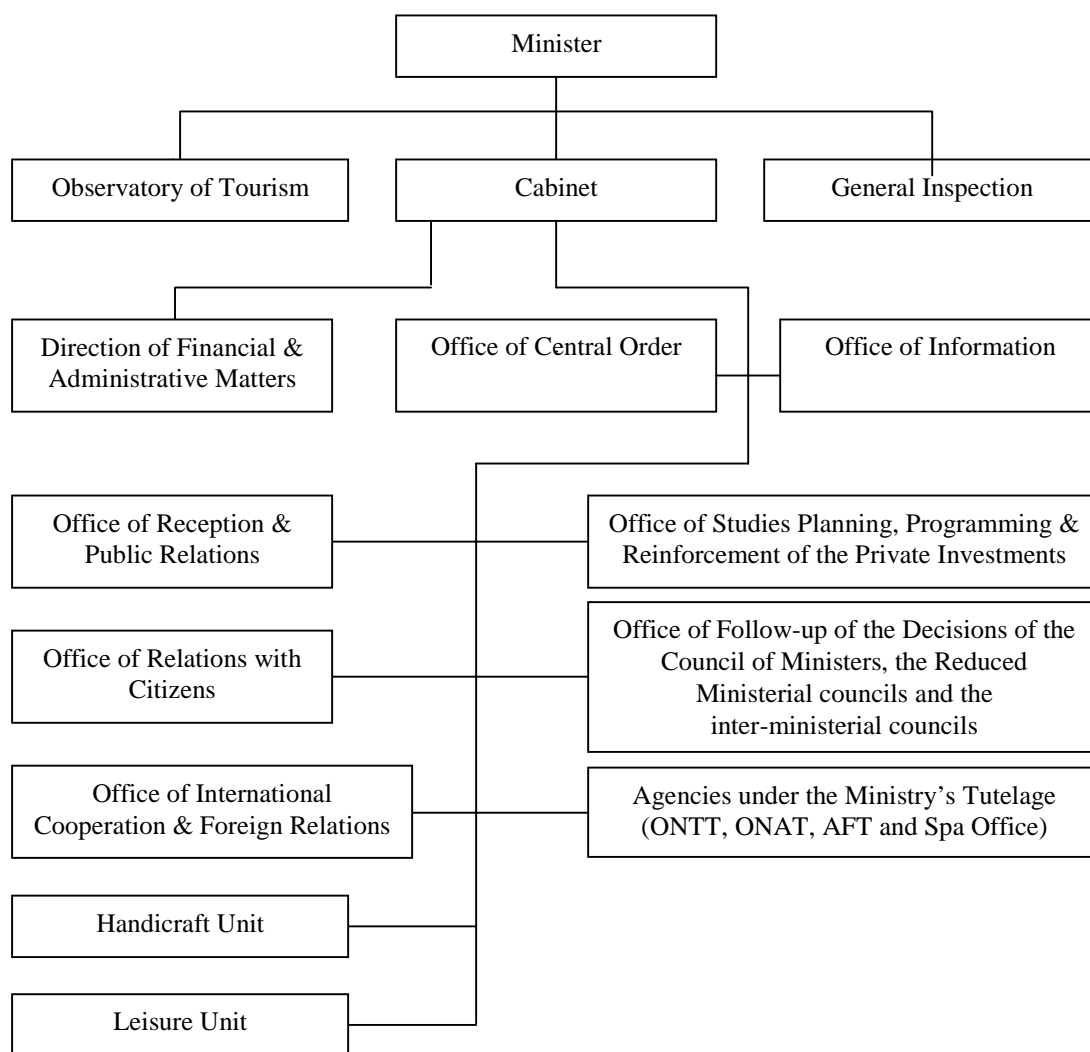 Minister
Observatory of Tourism
Cabinet
General Inspection
Direction of Financial &
Administrative Matters
Office of Central Order
Office of Information
Office of Reception &
Public Relations
Office of Studies Planning, Programming &
Reinforcement of the Private Investments
Office of Relations with
Citizens
Office of Follow-up of the Decisions of the
Council of Ministers, the Reduced
Ministerial councils and the
inter-ministerial councils
Office of International
Cooperation & Foreign Relations
Agencies under the Ministry's Tutelage
(ONTT, ONAT, AFT and Spa Office)
Handicraft Unit
Leisure Unit